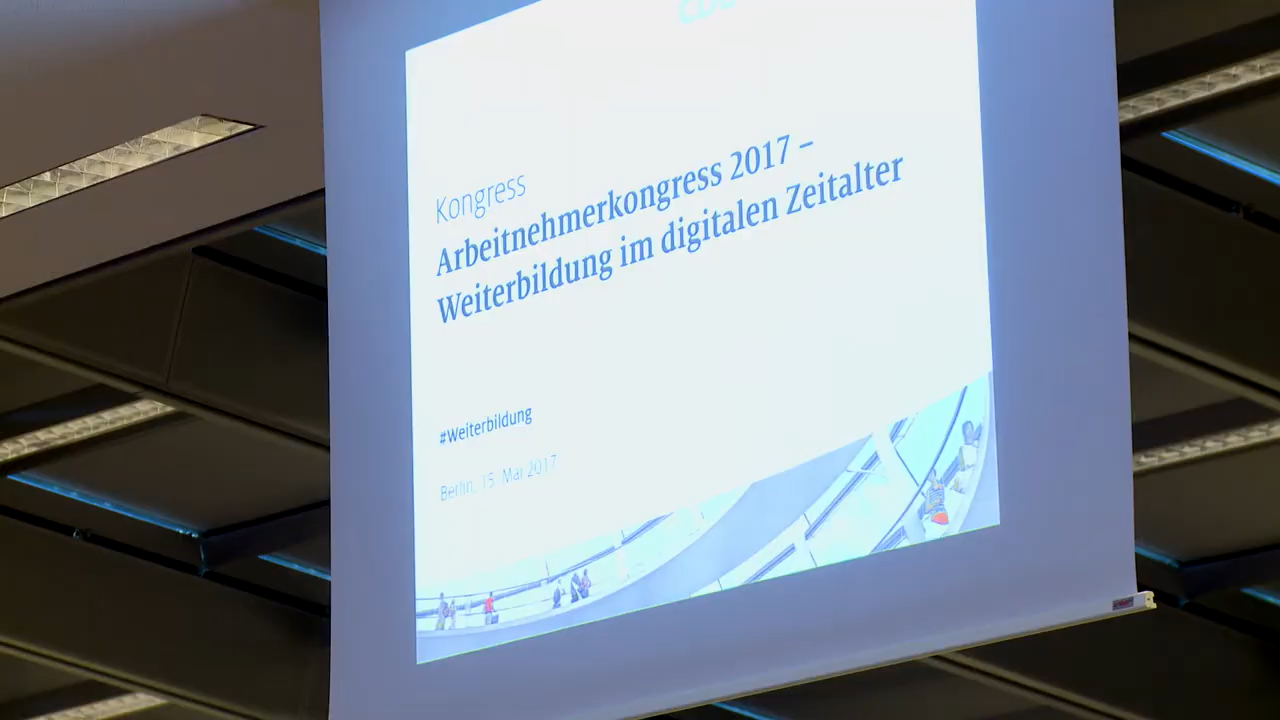 Kongress
Arbeitnehmerkongress 2017 –
Weiterbildung im digitalen Zeitalter
#Weiterbildung
Berlin, 15. Mai 2017